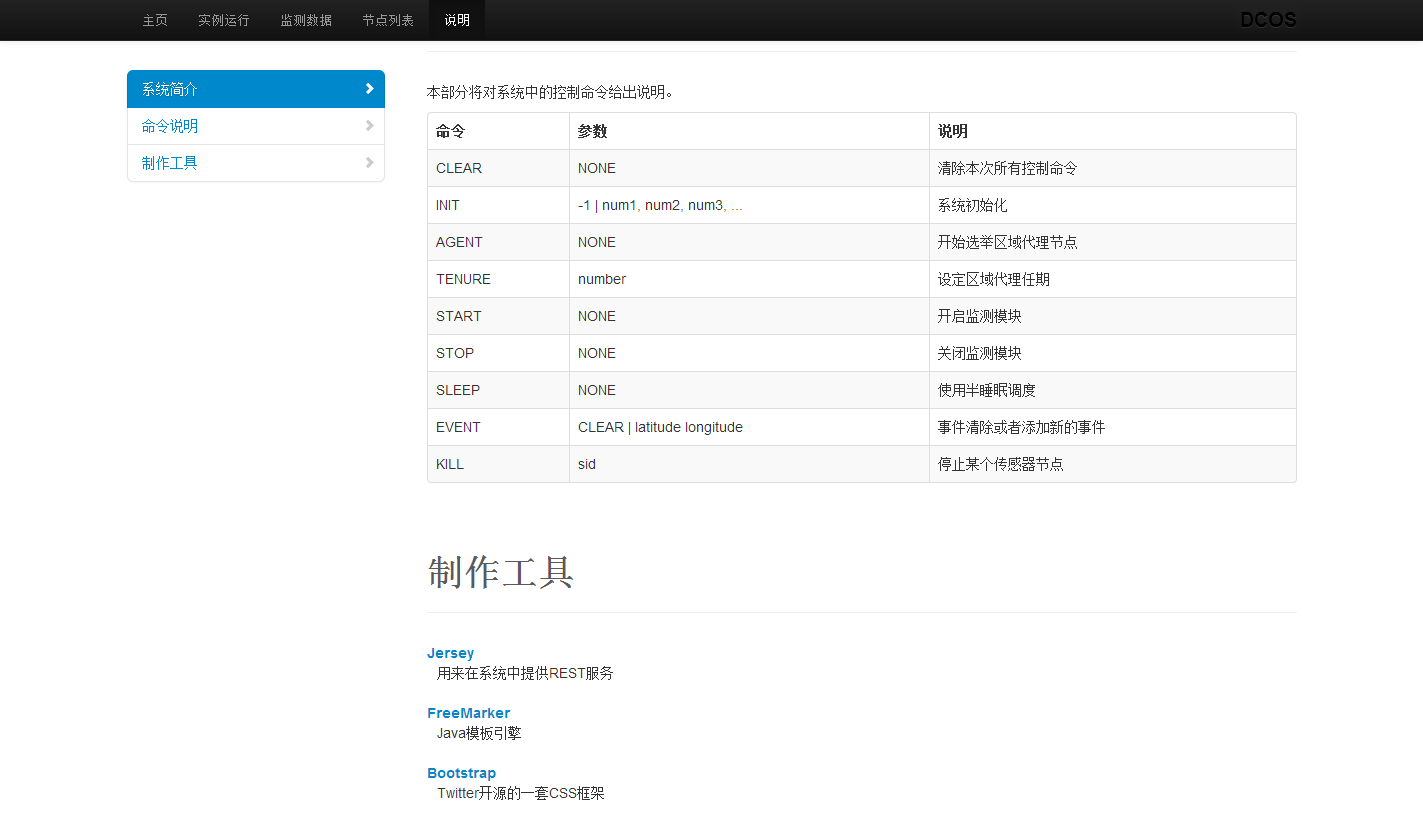 主页 实例运行 监测数据 节点列表 说明 DCOS
系统简介
命令说明
制作工具
本部分将对系统中的控制命令给出说明。
命令 参数 说明
CLEAR NONE 清除本次所有控制命令
INIT -1 | num1, num2, num3, ... 系统初始化
AGENT NONE 开始选举区域代理节点
TENURE number 设定区域代理任期
START NONE 开启监测模块
STOP NONE 关闭监测模块
SLEEP NONE 使用半睡眠调度
EVENT CLEAR | latitude longitude 事件清除或者添加新的事件
KILL sid 停止某个传感器节点
制作工具
Jersey
用来在系统中提供REST服务
FreeMarker
Java模板引擎
Bootstrap
Twitter开源的一套CSS框架